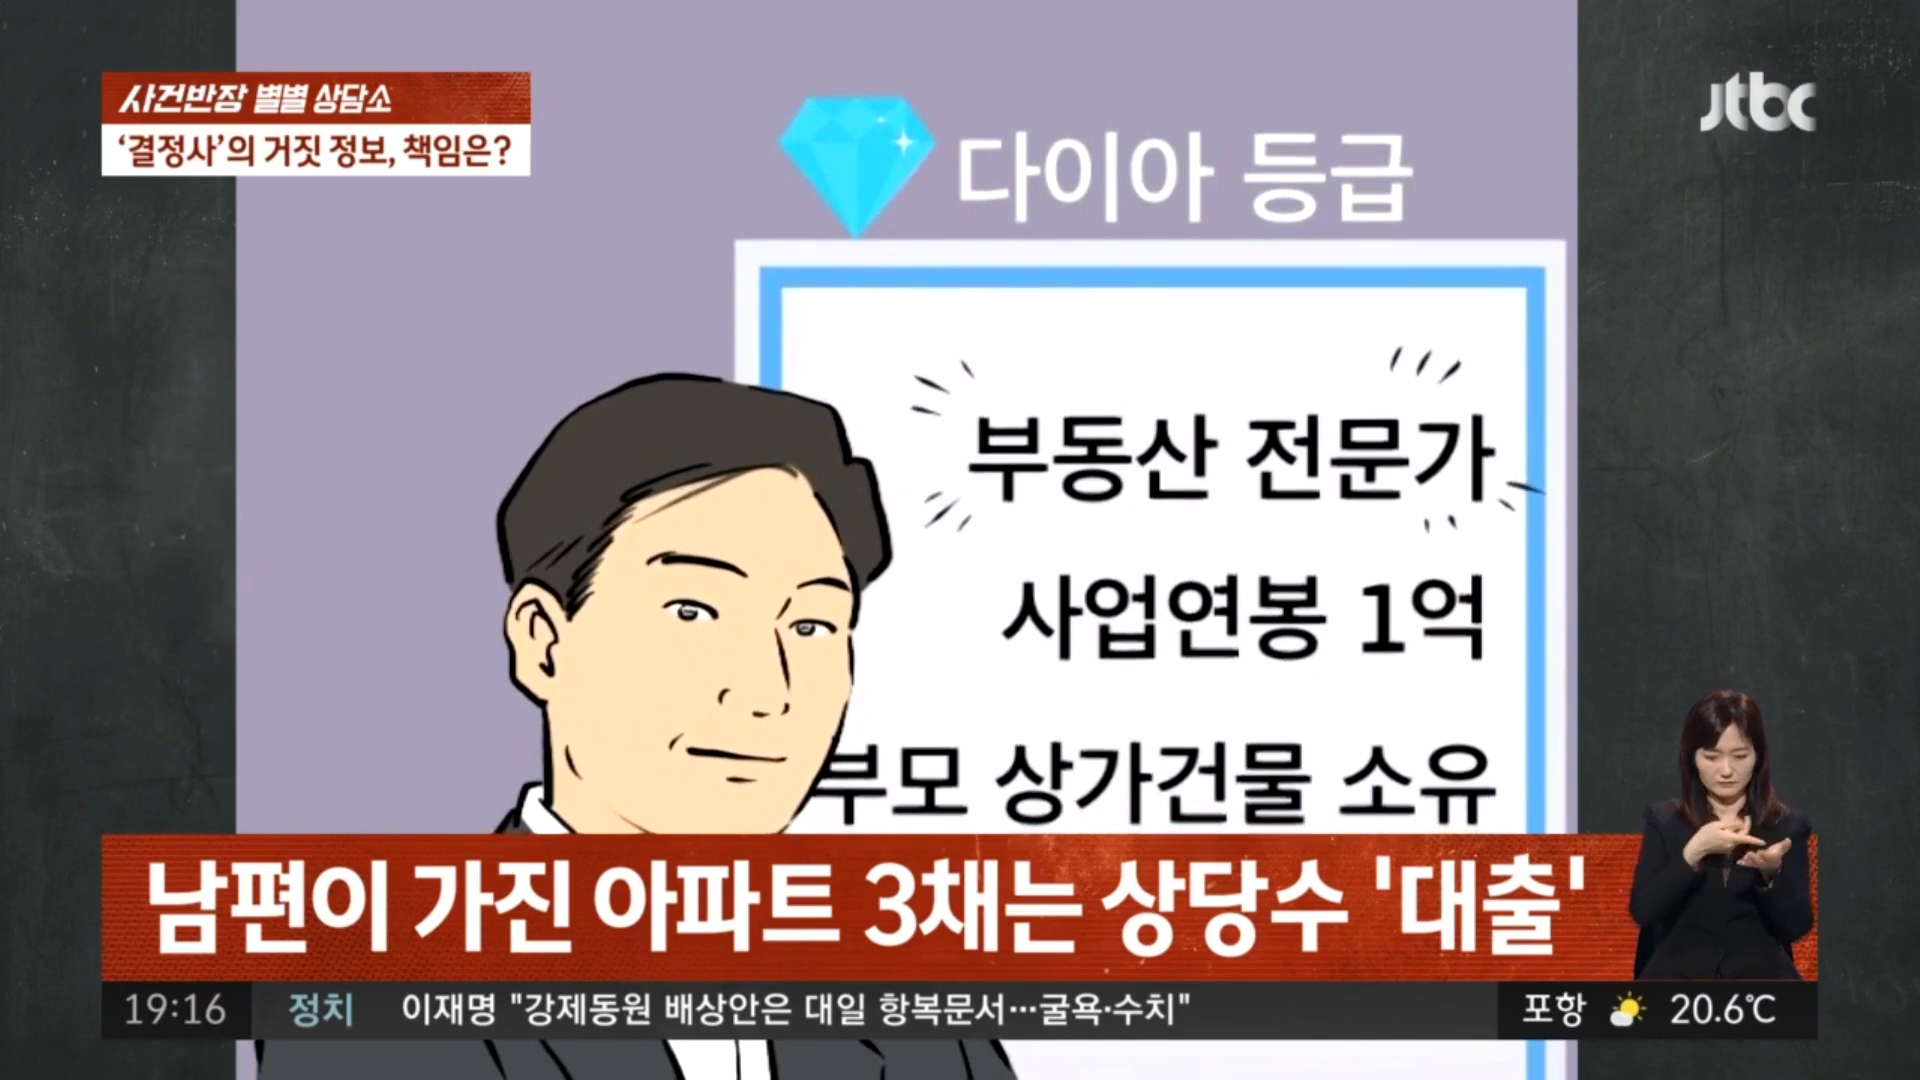 사건반장 별별 상담소
‘결정사’의 거짓 정보, 책임은?
jtbc
다이아 등급
부동산 전문가
사업연봉 1억
부모 상가건물 소유
남편이 가진 아파트 3채는 상당수 '대출'
19:16 정치 이재명 "강제동원 배상안은 대일 항복문서…굴욕·수치" 포항 20.6℃